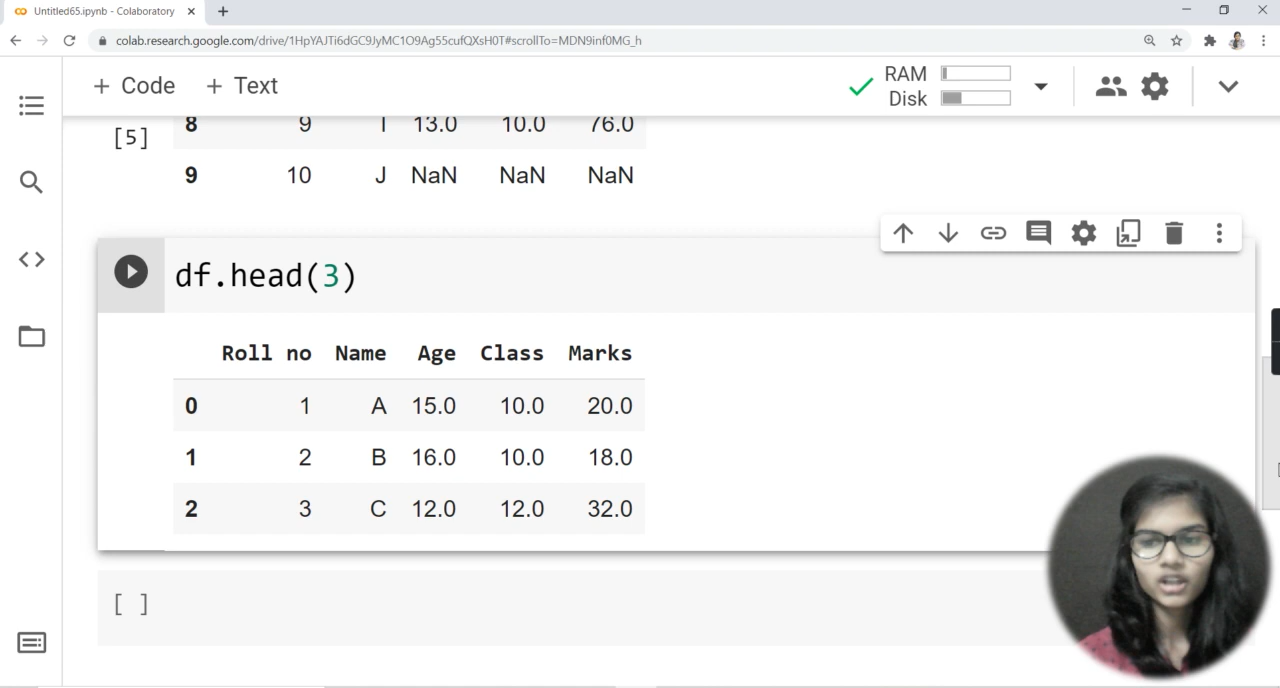 Untitled65.ipynb - Colaboratory
colab.research.google.com/drive/1HpYAJTi6dGC9JyMC1O9Ag55cufQXsH0T#scrollTo=MDN9inf0MG_h
+ Code + Text
RAM
Disk
[5]
8 9 I 13.0 10.0 76.0
9 10 J NaN NaN NaN
df.head(3)
Roll no Name Age Class Marks
0 1 A 15.0 10.0 20.0
1 2 B 16.0 10.0 18.0
2 3 C 12.0 12.0 32.0
[ ]